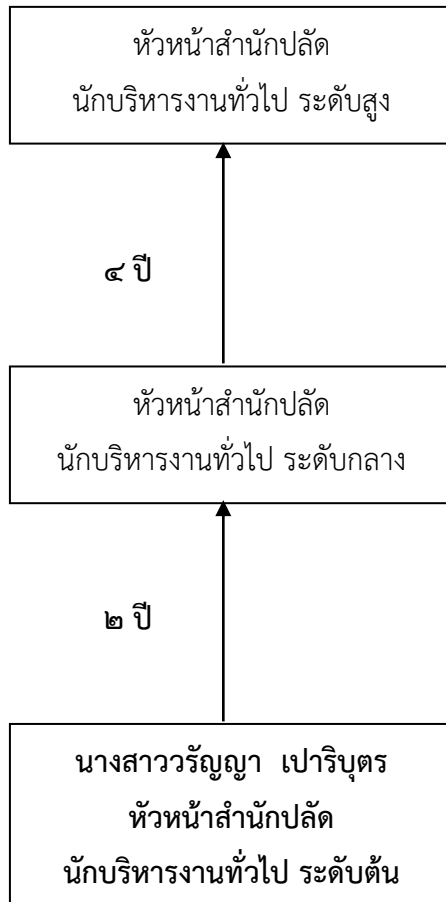 หัวหน้าสำนักปลัด
นักบริหารงานทั่วไป ระดับสูง
๔ ปี
หัวหน้าสำนักปลัด
นักบริหารงานทั่วไป ระดับกลาง
๒ ปี
นางสาววรัญญา เปาริบุตร
หัวหน้าสำนักปลัด
นักบริหารงานทั่วไป ระดับต้น